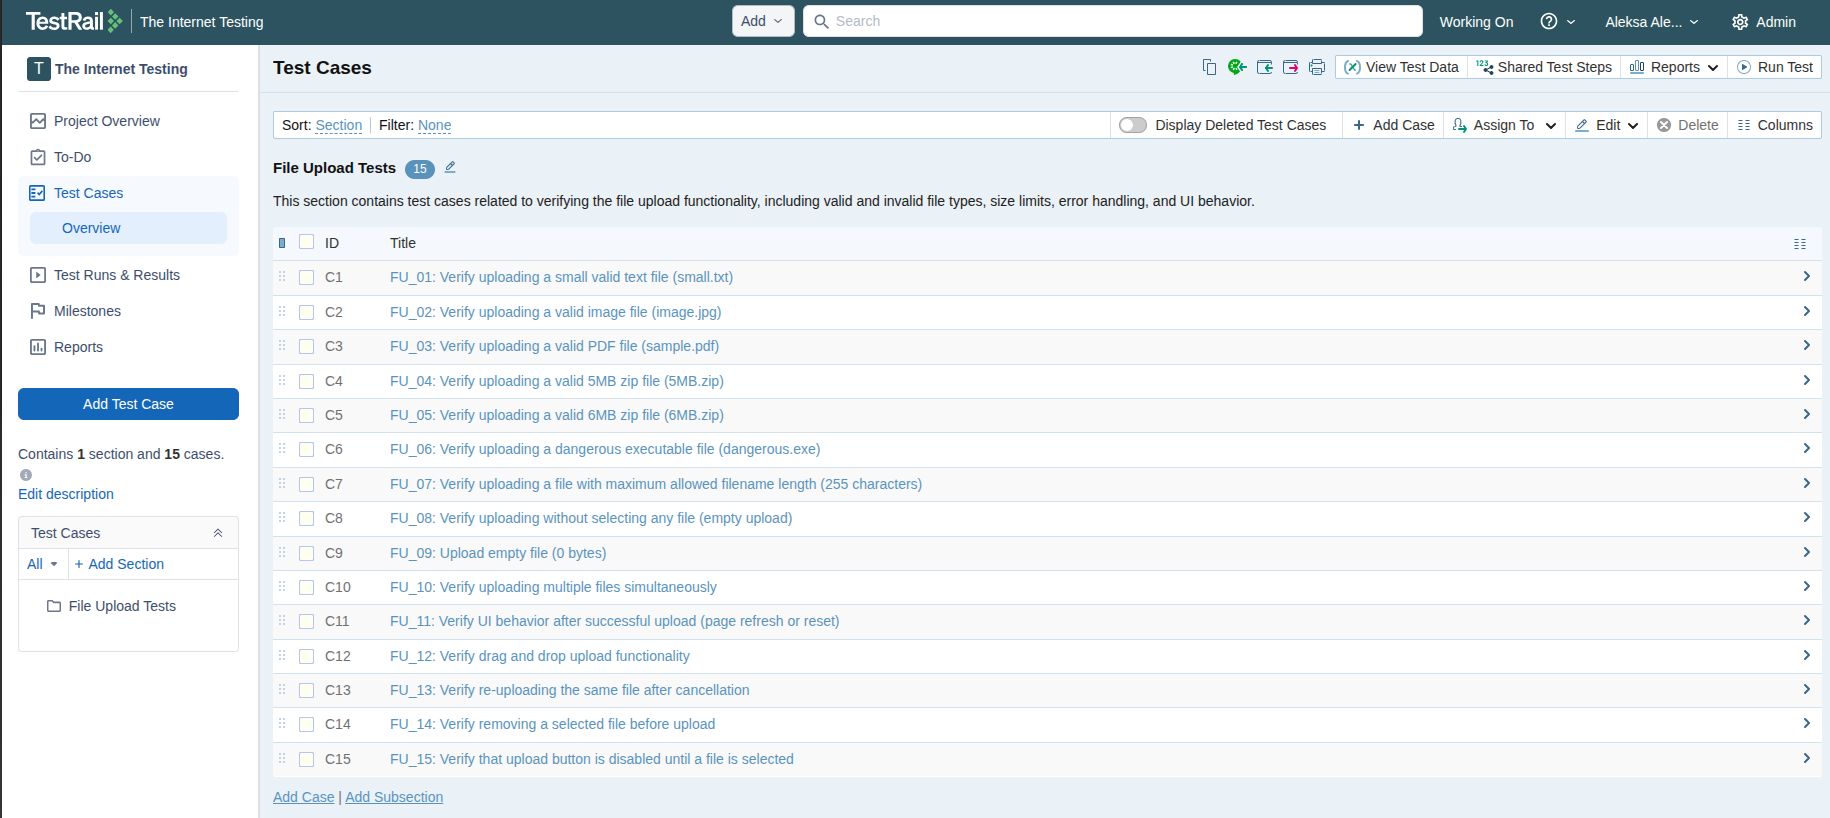 TestRail The Internet Testing Add Search Working On Aleksa Ale... Admin
T The Internet Testing
Project Overview
To-Do
Test Cases
Overview
Test Runs & Results
Milestones
Reports
Add Test Case
Contains 1 section and 15 cases.
Edit description
Test Cases
All + Add Section
File Upload Tests
Test Cases
View Test Data 123 Shared Test Steps Reports Run Test
Sort: Section Filter: None Display Deleted Test Cases + Add Case Assign To Edit Delete Columns
File Upload Tests 15
This section contains test cases related to verifying the file upload functionality, including valid and invalid file types, size limits, error handling, and UI behavior.
ID Title
C1 FU_01: Verify uploading a small valid text file (small.txt)
C2 FU_02: Verify uploading a valid image file (image.jpg)
C3 FU_03: Verify uploading a valid PDF file (sample.pdf)
C4 FU_04: Verify uploading a valid 5MB zip file (5MB.zip)
C5 FU_05: Verify uploading a valid 6MB zip file (6MB.zip)
C6 FU_06: Verify uploading a dangerous executable file (dangerous.exe)
C7 FU_07: Verify uploading a file with maximum allowed filename length (255 characters)
C8 FU_08: Verify uploading without selecting any file (empty upload)
C9 FU_09: Upload empty file (0 bytes)
C10 FU_10: Verify uploading multiple files simultaneously
C11 FU_11: Verify UI behavior after successful upload (page refresh or reset)
C12 FU_12: Verify drag and drop upload functionality
C13 FU_13: Verify re-uploading the same file after cancellation
C14 FU_14: Verify removing a selected file before upload
C15 FU_15: Verify that upload button is disabled until a file is selected
Add Case | Add Subsection